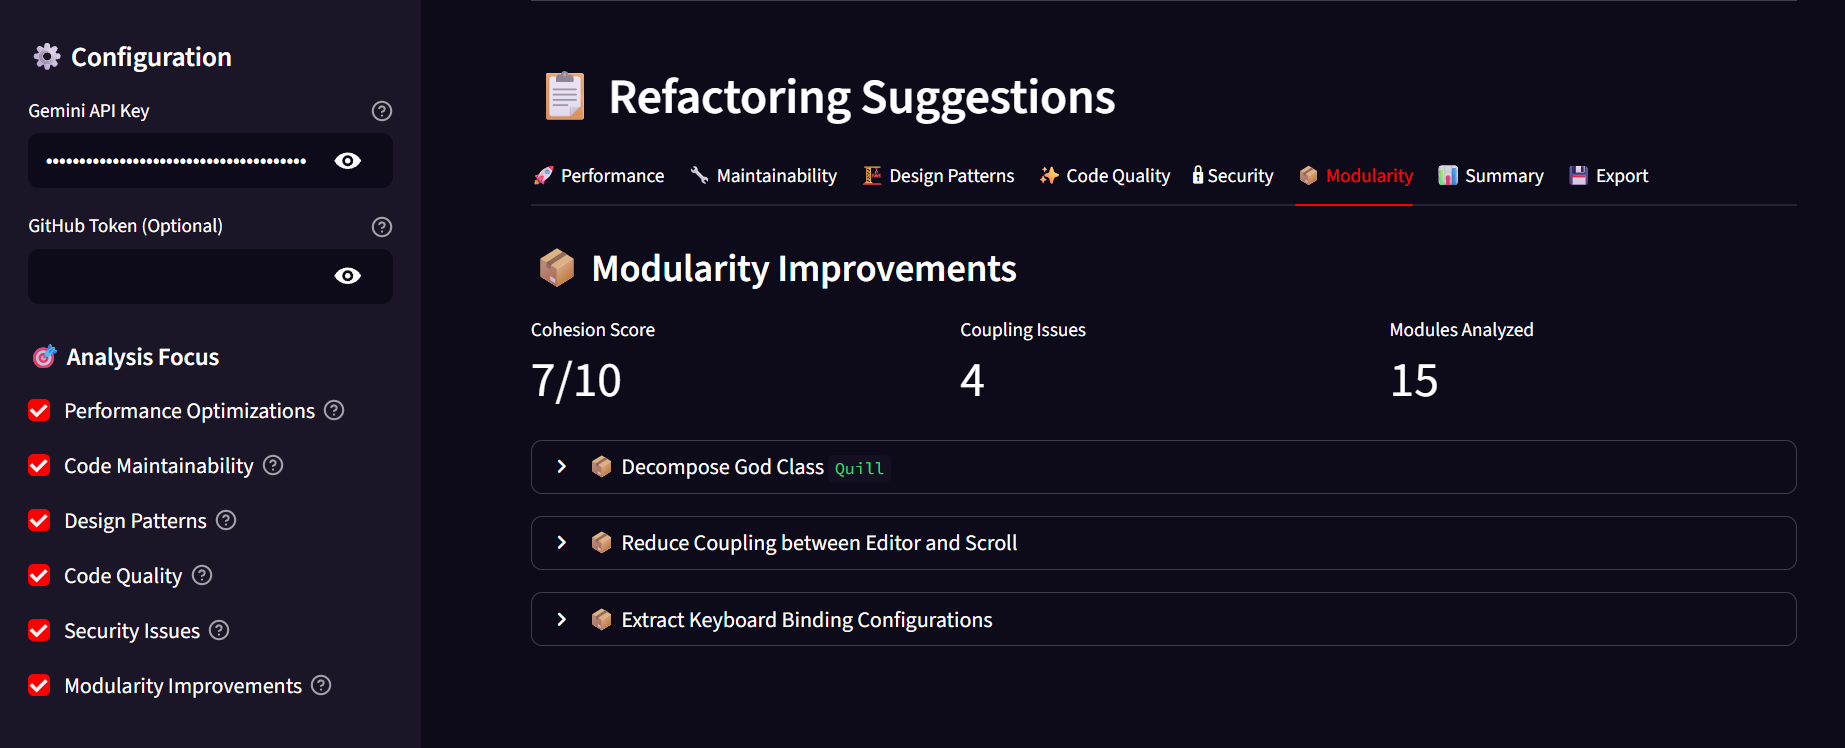 Configuration
Gemini API Key
••••••••••••••••••••••••••••••••••••••
GitHub Token (Optional)
Analysis Focus
Performance Optimizations
Code Maintainability
Design Patterns
Code Quality
Security Issues
Modularity Improvements
Refactoring Suggestions
Performance Maintainability Design Patterns Code Quality Security Modularity Summary Export
Modularity Improvements
Cohesion Score Coupling Issues Modules Analyzed
7/10 4 15
Decompose God Class Quill
Reduce Coupling between Editor and Scroll
Extract Keyboard Binding Configurations